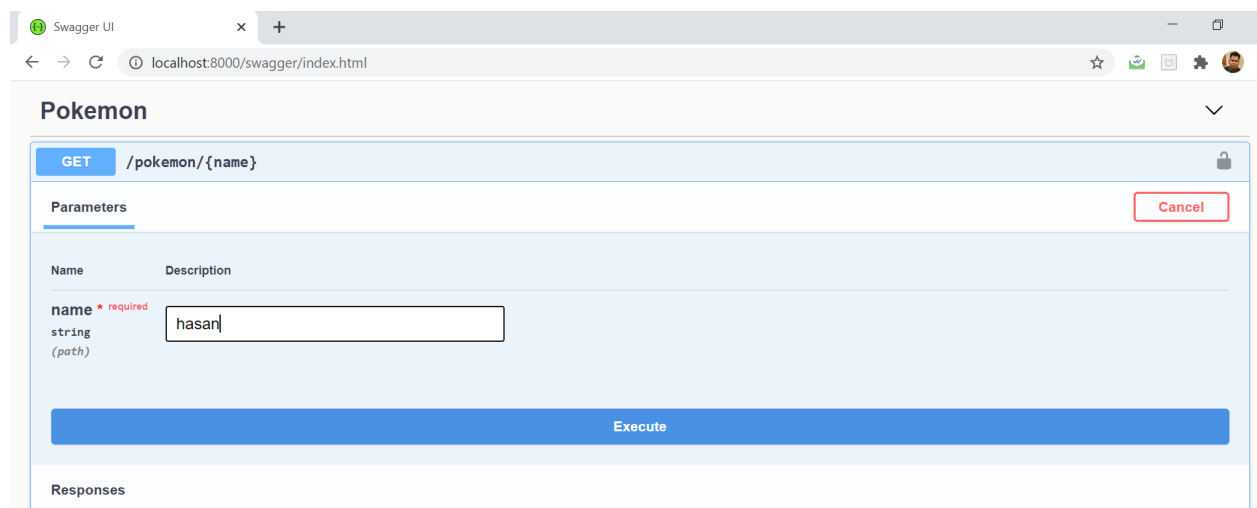 Swagger UI
localhost:8000/swagger/index.html
Pokemon
GET /pokemon/{name}
Parameters Cancel
Name Description
name * required
hasan
string
(path)
Execute
Responses